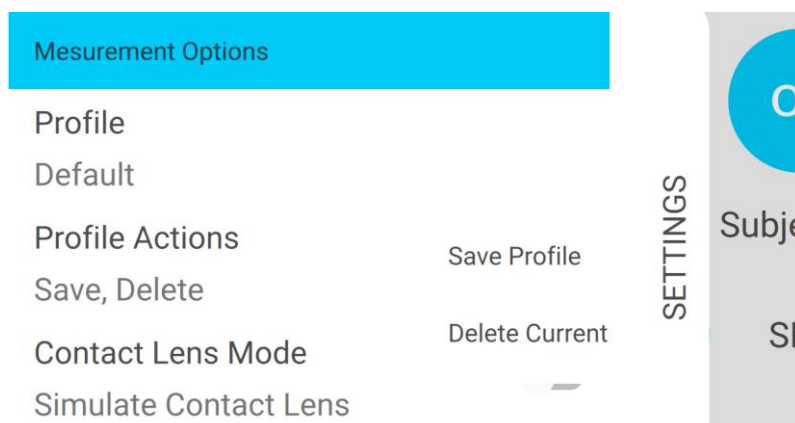 Mesurement Options
Profile
Default
Profile Actions
Save, Delete
Contact Lens Mode
Simulate Contact Lens
Save Profile
Delete Current
SETTINGS